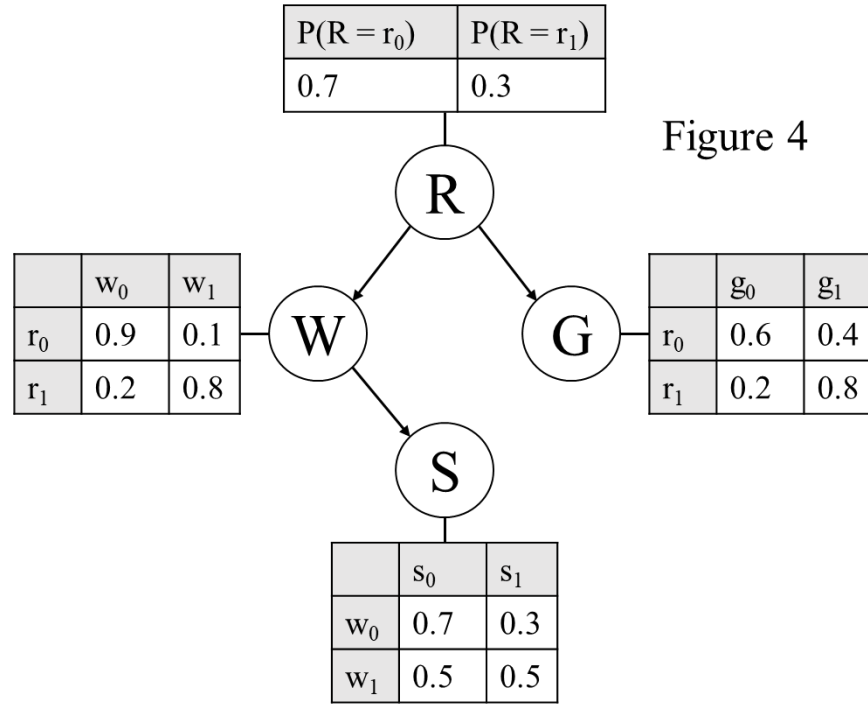 P(R = r₀) P(R = r₁)
0.7 0.3
Figure 4
R
w₀ w₁
r₀ 0.9 0.1
r₁ 0.2 0.8
W
G
g₀ g₁
r₀ 0.6 0.4
r₁ 0.2 0.8
S
s₀ s₁
w₀ 0.7 0.3
w₁ 0.5 0.5